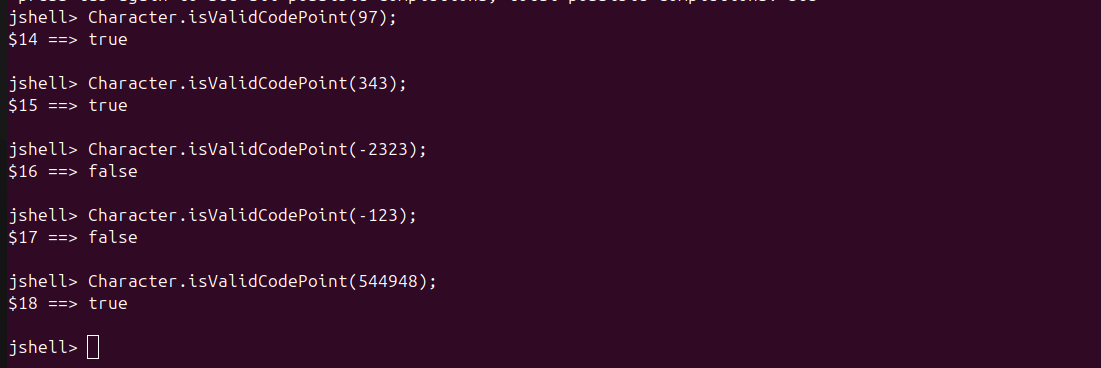 jshell> Character.isValidCodePoint(97);
$14 ==> true
jshell> Character.isValidCodePoint(343);
$15 ==> true
jshell> Character.isValidCodePoint(-2323);
$16 ==> false
jshell> Character.isValidCodePoint(-123);
$17 ==> false
jshell> Character.isValidCodePoint(544948);
$18 ==> true
jshell>